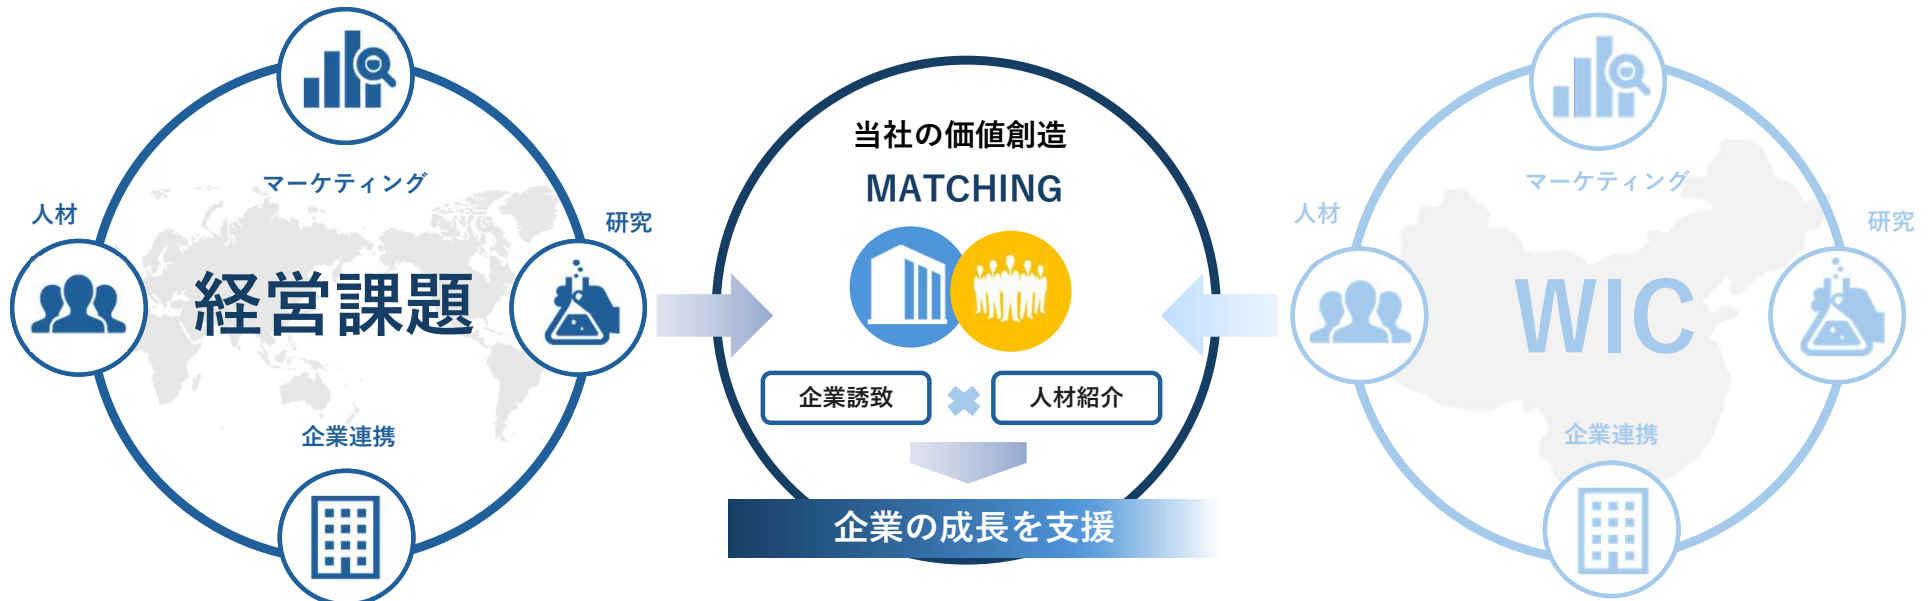 マーケティング
人材
研究
経営課題
企業連携
当社の価値創造
MATCHING
企業誘致
人材紹介
企業の成長を支援
マーケティング
人材
研究
WIC
企業連携